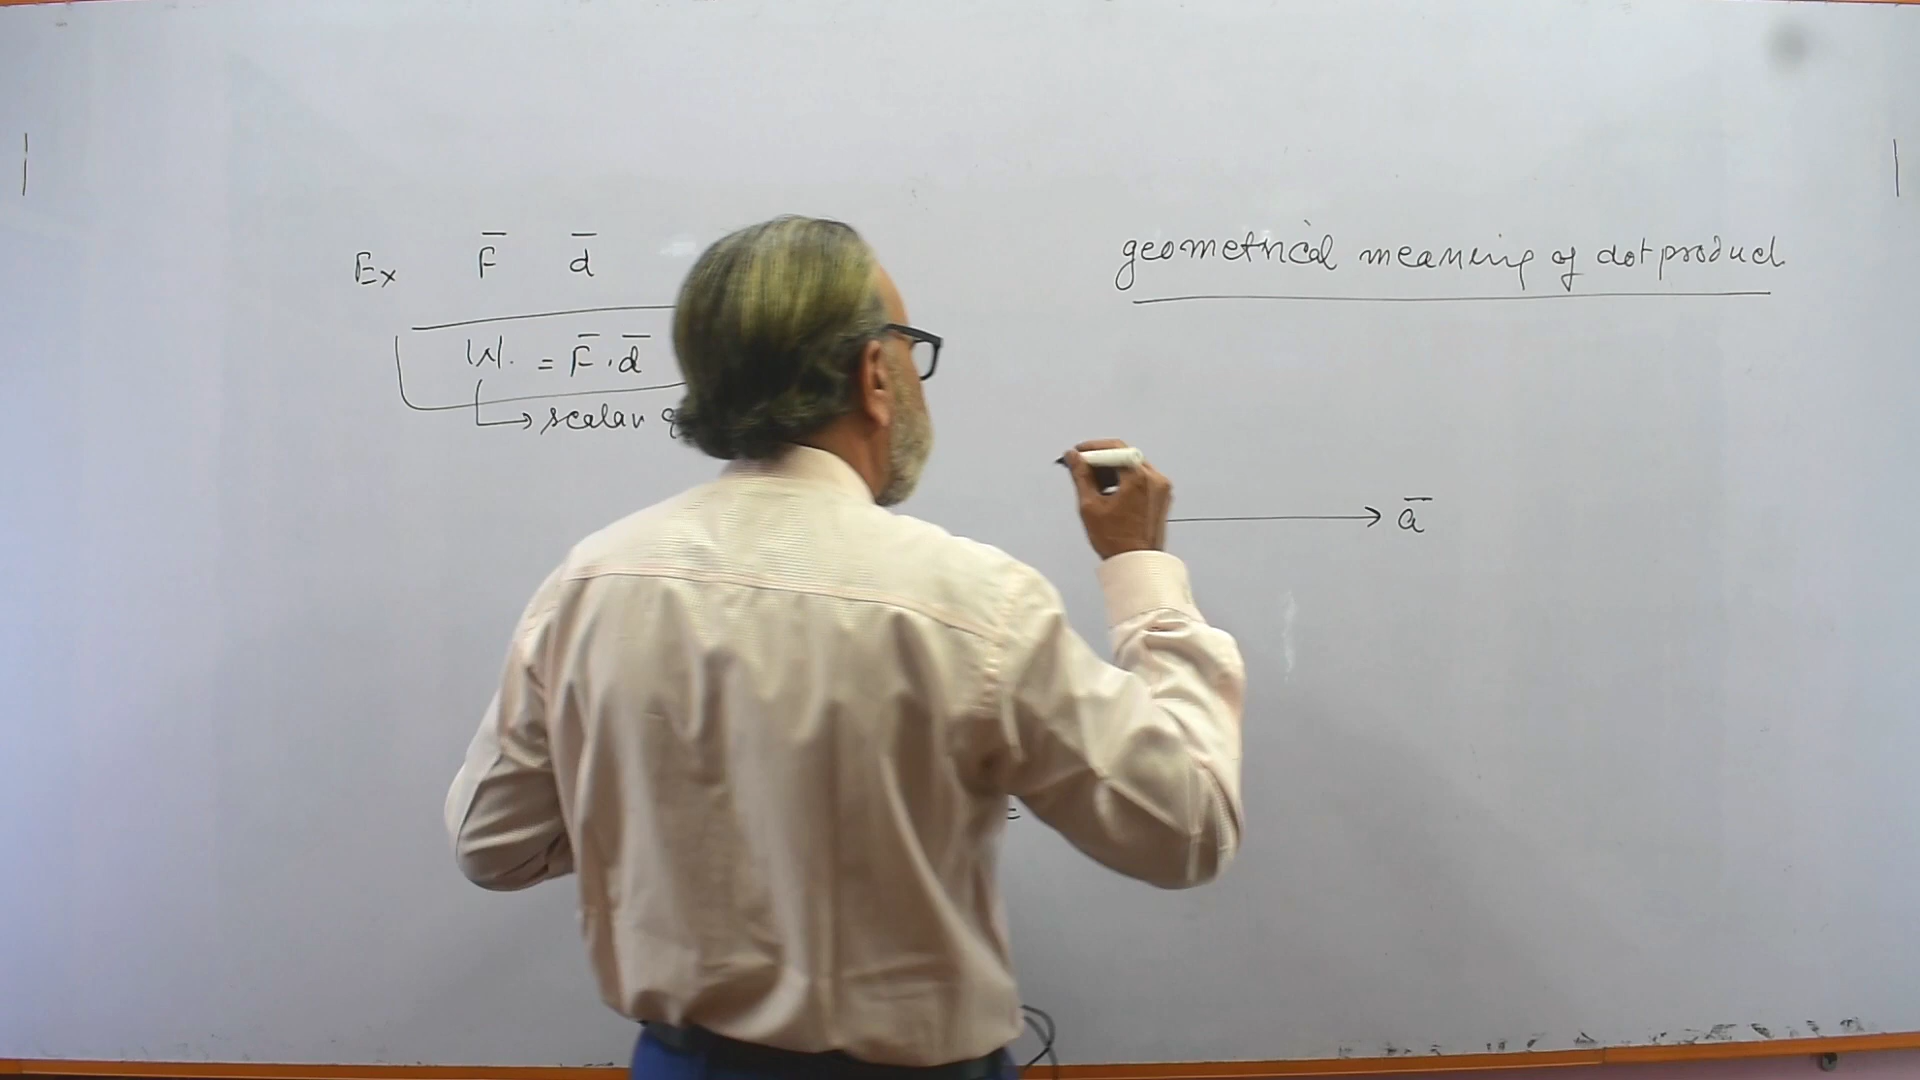 Ex F̅ d̅
W. = F̅ . d̅
→ scalar
geometrical meaning of dot product
→ a̅
=